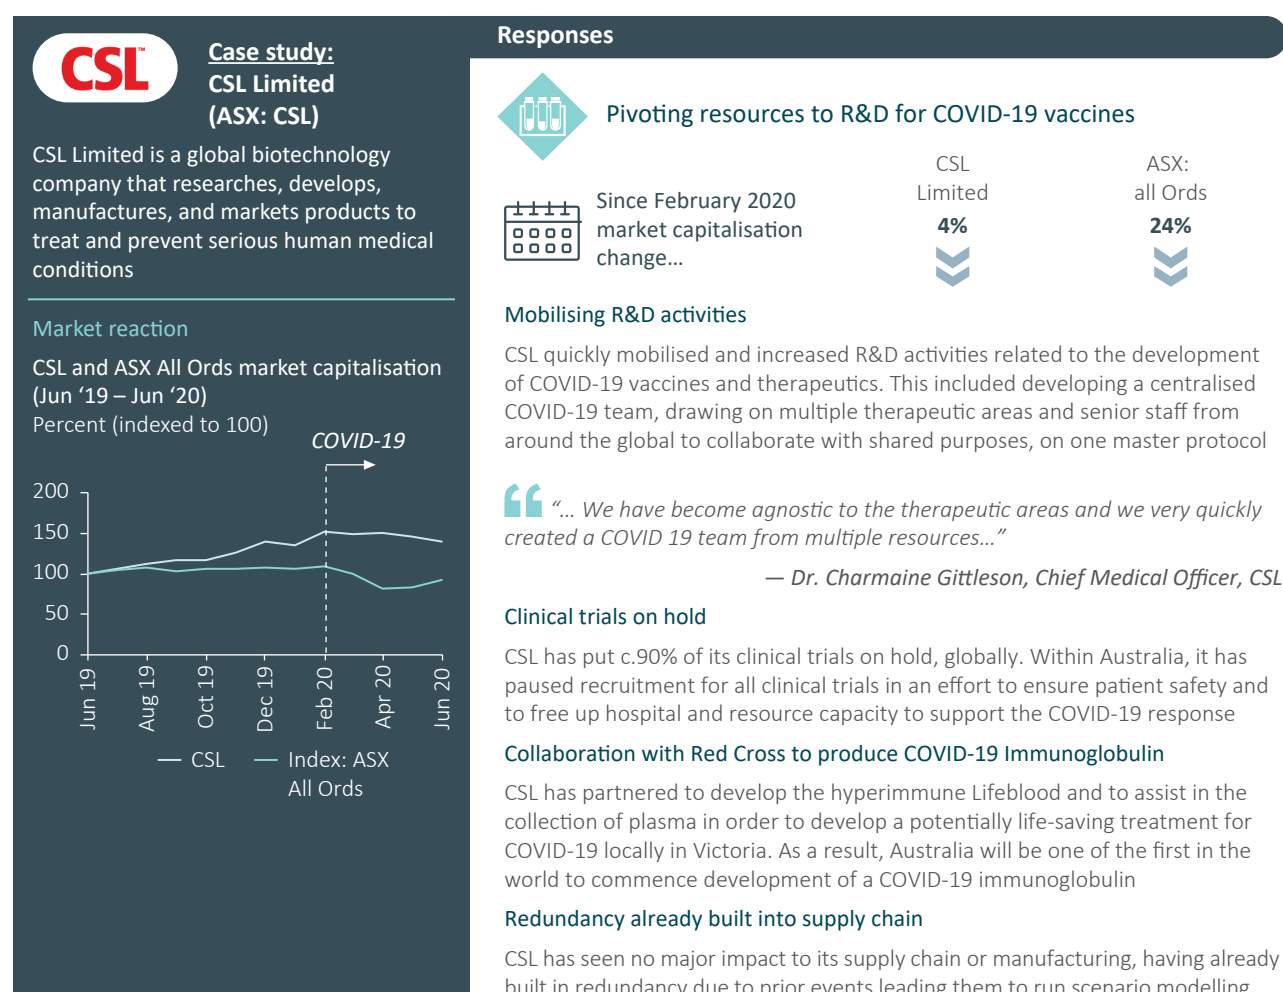 CSL™
Case study:
CSL Limited
(ASX: CSL)
CSL Limited is a global biotechnology
company that researches, develops,
manufactures, and markets products to
treat and prevent serious human medical
conditions
Market reaction
CSL and ASX All Ords market capitalisation
(Jun '19 – Jun ‘20)
Percent (indexed to 100)
COVID-19
200
150
100
50
0
Jun 19
Aug 19
Oct 19
Dec 19
Feb 20
Apr 20
Jun 20
CSL
Index: ASX
All Ords
Responses
Pivoting resources to R&D for COVID-19 vaccines
Since February 2020
market capitalisation
change…
CSL
Limited
4%
ASX:
all Ords
24%
Mobilising R&D activities
CSL quickly mobilised and increased R&D activities related to the development
of COVID-19 vaccines and therapeutics. This included developing a centralised
COVID-19 team, drawing on multiple therapeutic areas and senior staff from
around the global to collaborate with shared purposes, on one master protocol
“… We have become agnostic to the therapeutic areas and we very quickly
created a COVID 19 team from multiple resources…”
— Dr. Charmaine Gittleson, Chief Medical Officer, CSL
Clinical trials on hold
CSL has put c.90% of its clinical trials on hold, globally. Within Australia, it has
paused recruitment for all clinical trials in an effort to ensure patient safety and
to free up hospital and resource capacity to support the COVID-19 response
Collaboration with Red Cross to produce COVID-19 Immunoglobulin
CSL has partnered to develop the hyperimmune Lifeblood and to assist in the
collection of plasma in order to develop a potentially life-saving treatment for
COVID-19 locally in Victoria. As a result, Australia will be one of the first in the
world to commence development of a COVID-19 immunoglobulin
Redundancy already built into supply chain
CSL has seen no major impact to its supply chain or manufacturing, having already
built in redundancy due to prior events leading them to run scenario modelling